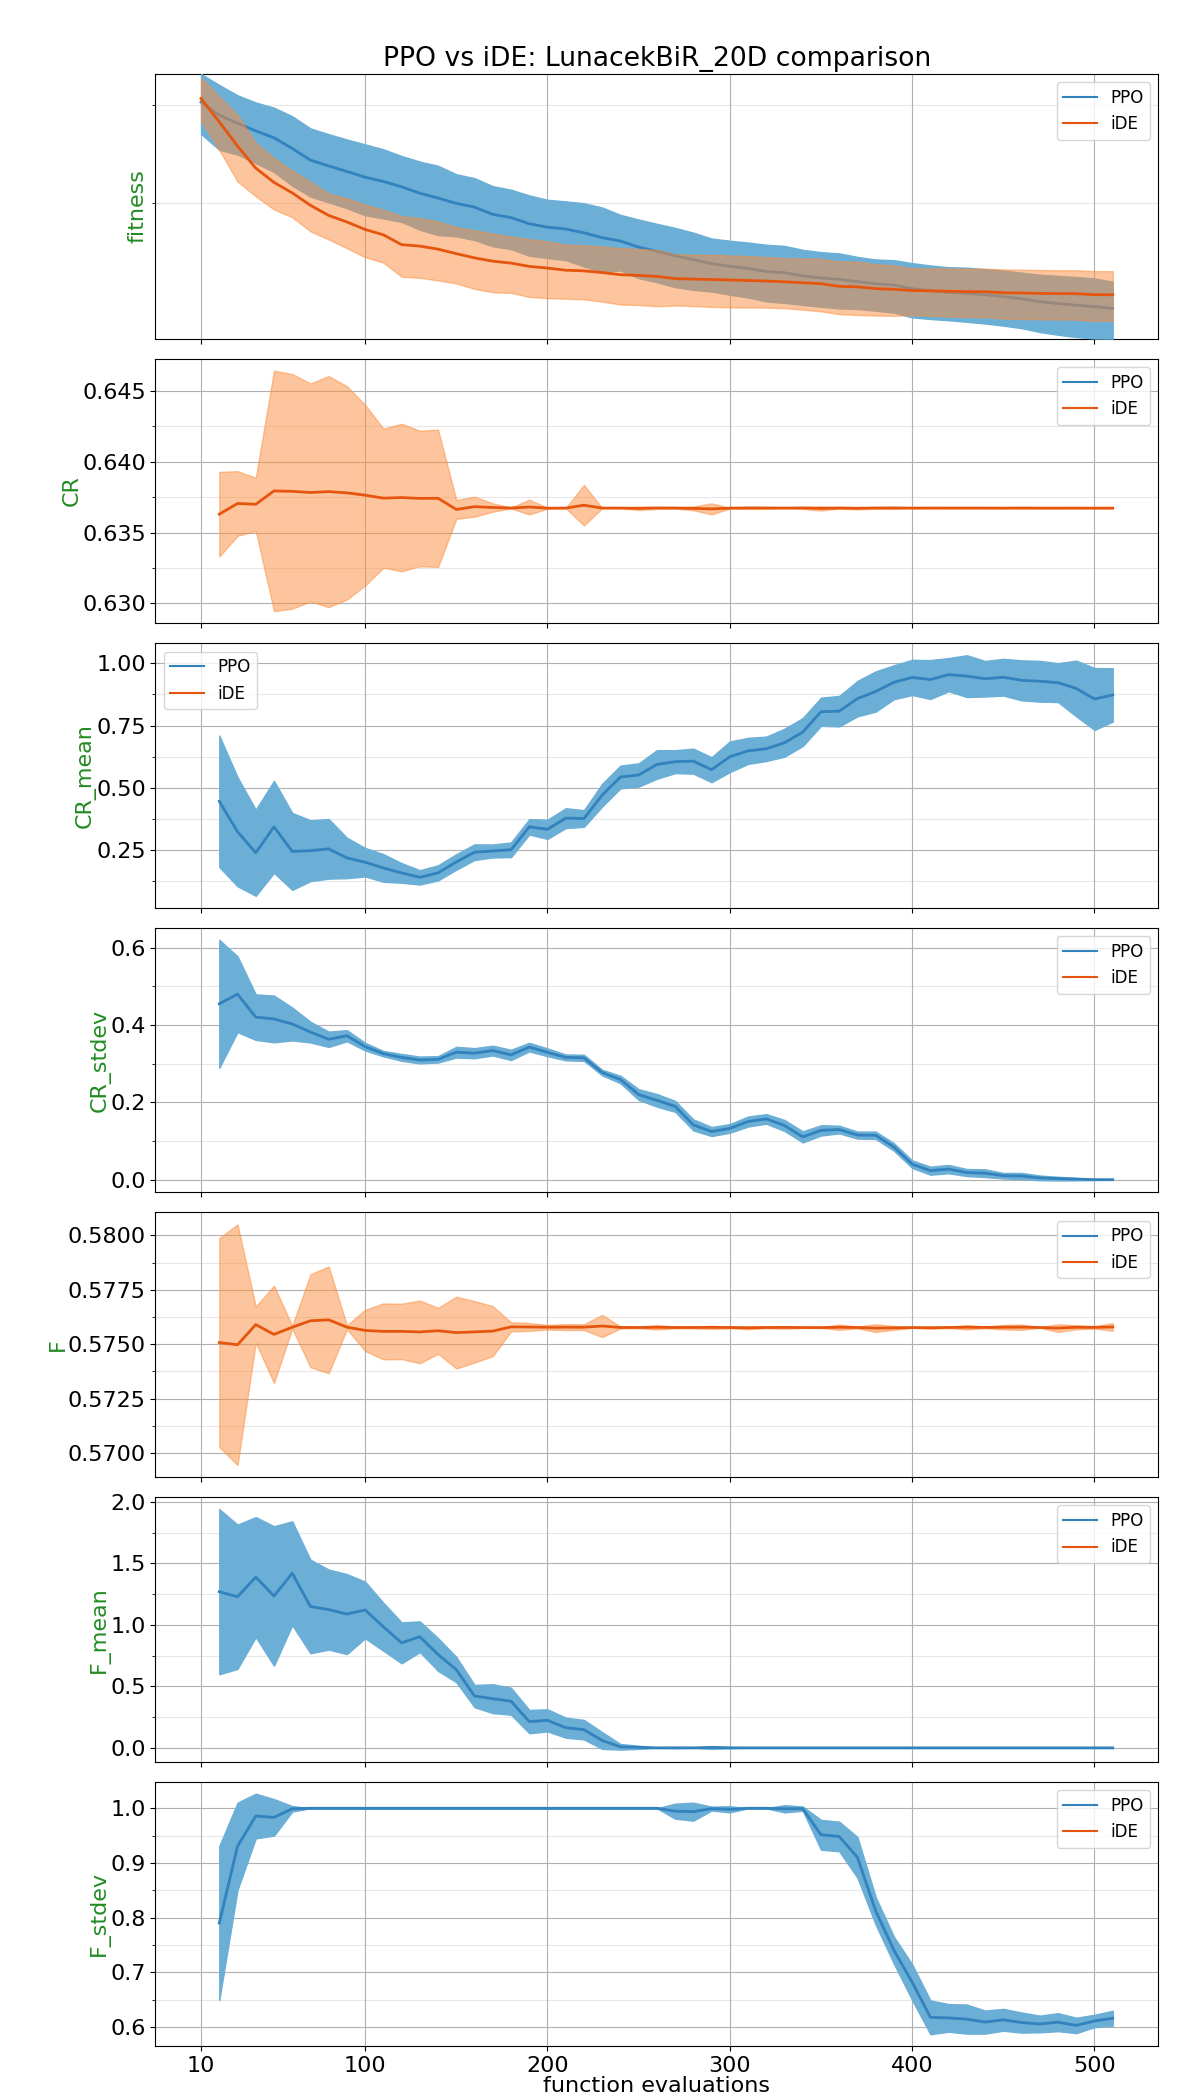 PPO vs iDE: LunacekBiR_20D comparison
fitness
PPO
iDE
CR
0.645
0.640
0.635
0.630
PPO
iDE
CR_mean
1.00
0.75
0.50
0.25
PPO
iDE
CR_stdev
0.6
0.4
0.2
0.0
PPO
iDE
F
0.5800
0.5775
0.5750
0.5725
0.5700
PPO
iDE
F_mean
2.0
1.5
1.0
0.5
0.0
PPO
iDE
F_stdev
1.0
0.9
0.8
0.7
0.6
PPO
iDE
10 100 200 300 400 500
function evaluations